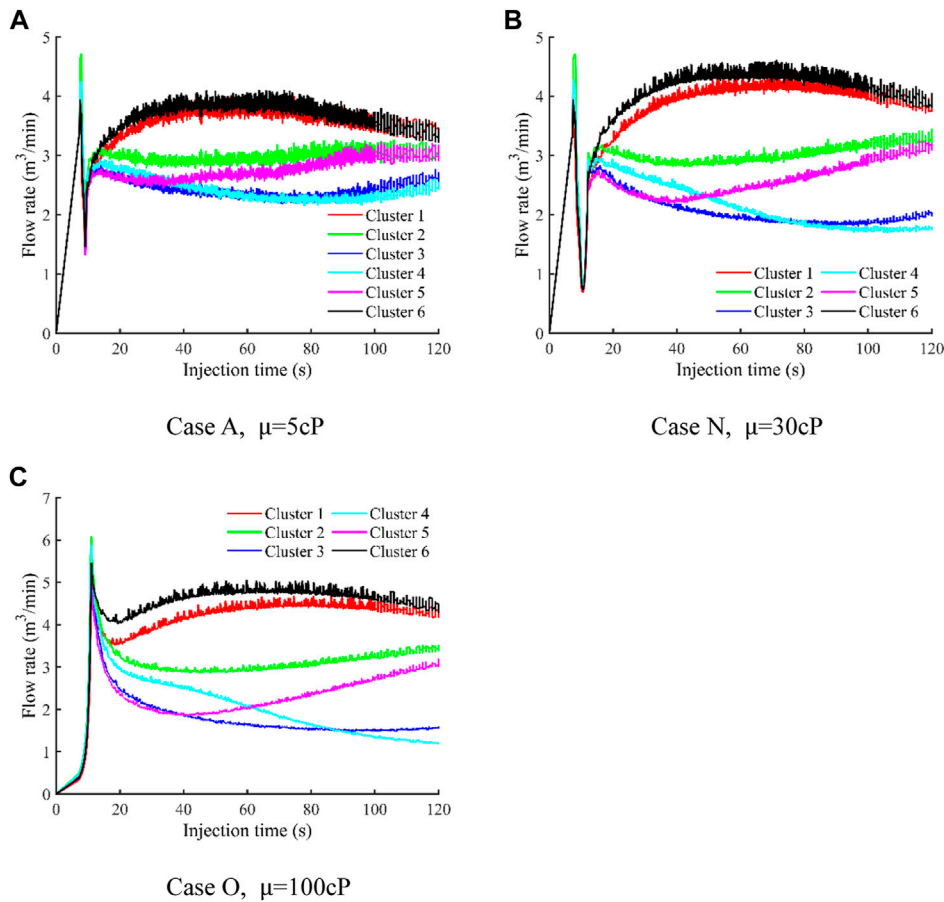 A
B
5
4
3
2
1
0
Flow rate (m³/min)
Cluster 1
Cluster 2
Cluster 3
Cluster 4
Cluster 5
Cluster 6
0 20 40 60 80 100 120
Injection time (s)
Case A, μ=5cP
5
4
3
2
1
0
Flow rate (m³/min)
Cluster 1 Cluster 4
Cluster 2 Cluster 5
Cluster 3 Cluster 6
0 20 40 60 80 100 120
Injection time (s)
Case N, μ=30cP
C
7
6
5
4
3
2
1
0
Flow rate (m³/min)
Cluster 1 Cluster 4
Cluster 2 Cluster 5
Cluster 3 Cluster 6
0 20 40 60 80 100 120
Injection time (s)
Case O, μ=100cP